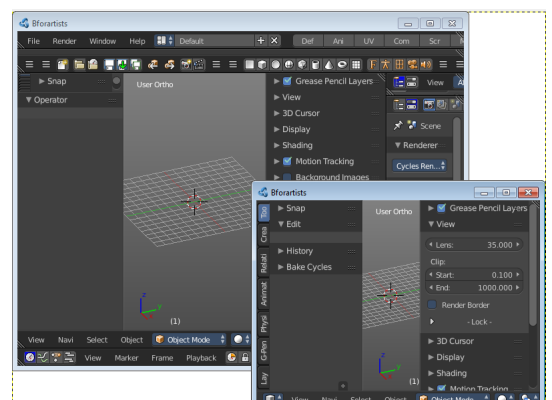 Bforartists
File Render Window Help Default Def Ani UV Com Scr
Snap
Operator
User Ortho
Grease Pencil Layers
View
3D Cursor
Display
Shading
Motion Tracking
Background Images
View
Scene
Renderer
Cycles Ren...
z
y
(1)
View Navi Select Object Object Mode
View Marker Frame Playback
Bforartists
Too
Crea
Relati
Animat
Physi
G-Pen
Lay
Snap
Edit
History
Bake Cycles
User Ortho
z
y
(1)
Grease Pencil Layers
View
Lens: 35.000
Clip:
Start: 0.100
End: 1000.000
Render Border
- Lock -
3D Cursor
Display
Shading
Motion Tracking
View Navi Select Object Object Mode